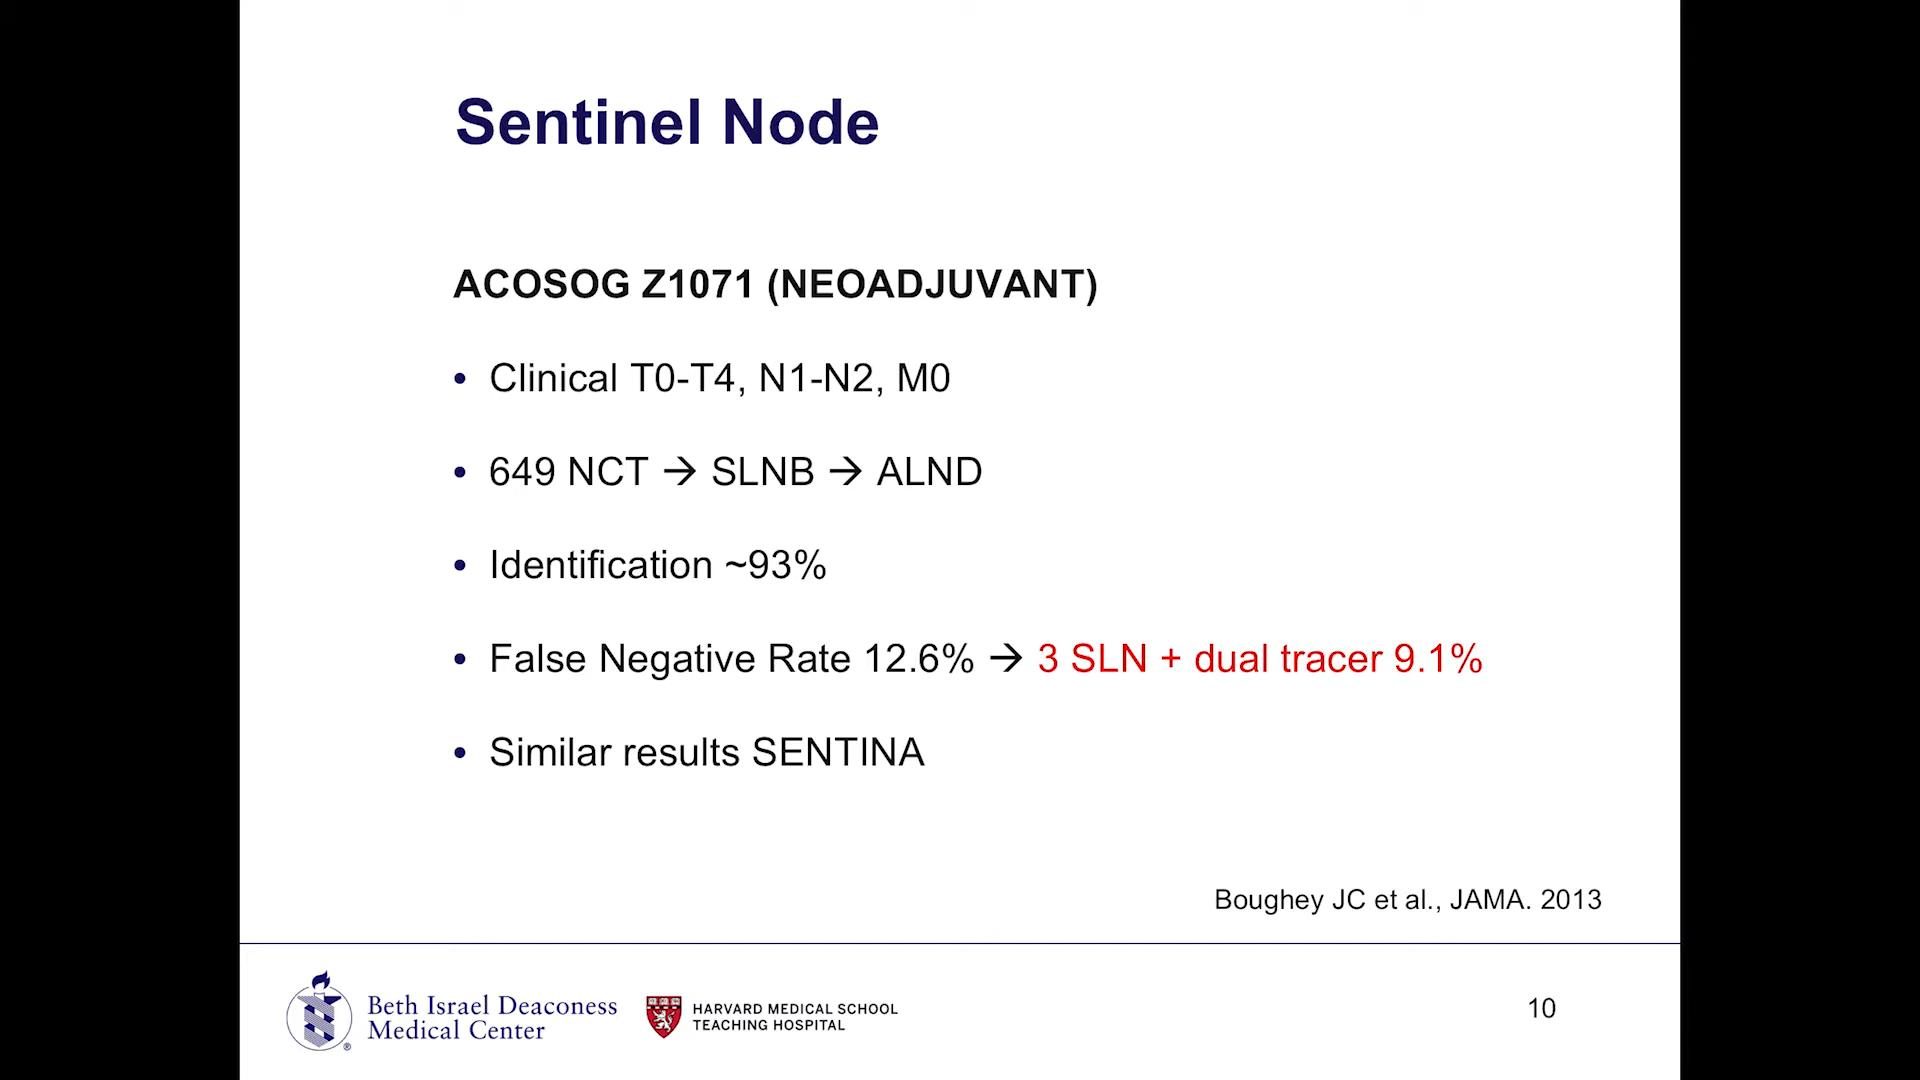 Sentinel Node
ACOSOG Z1071 (NEOADJUVANT)
• Clinical T0-T4, N1-N2, M0
• 649 NCT → SLNB → ALND
• Identification ~93%
• False Negative Rate 12.6% → 3 SLN + dual tracer 9.1%
• Similar results SENTINA
Boughey JC et al., JAMA. 2013
Beth Israel Deaconess
Medical Center
®
HARVARD MEDICAL SCHOOL
TEACHING HOSPITAL
10